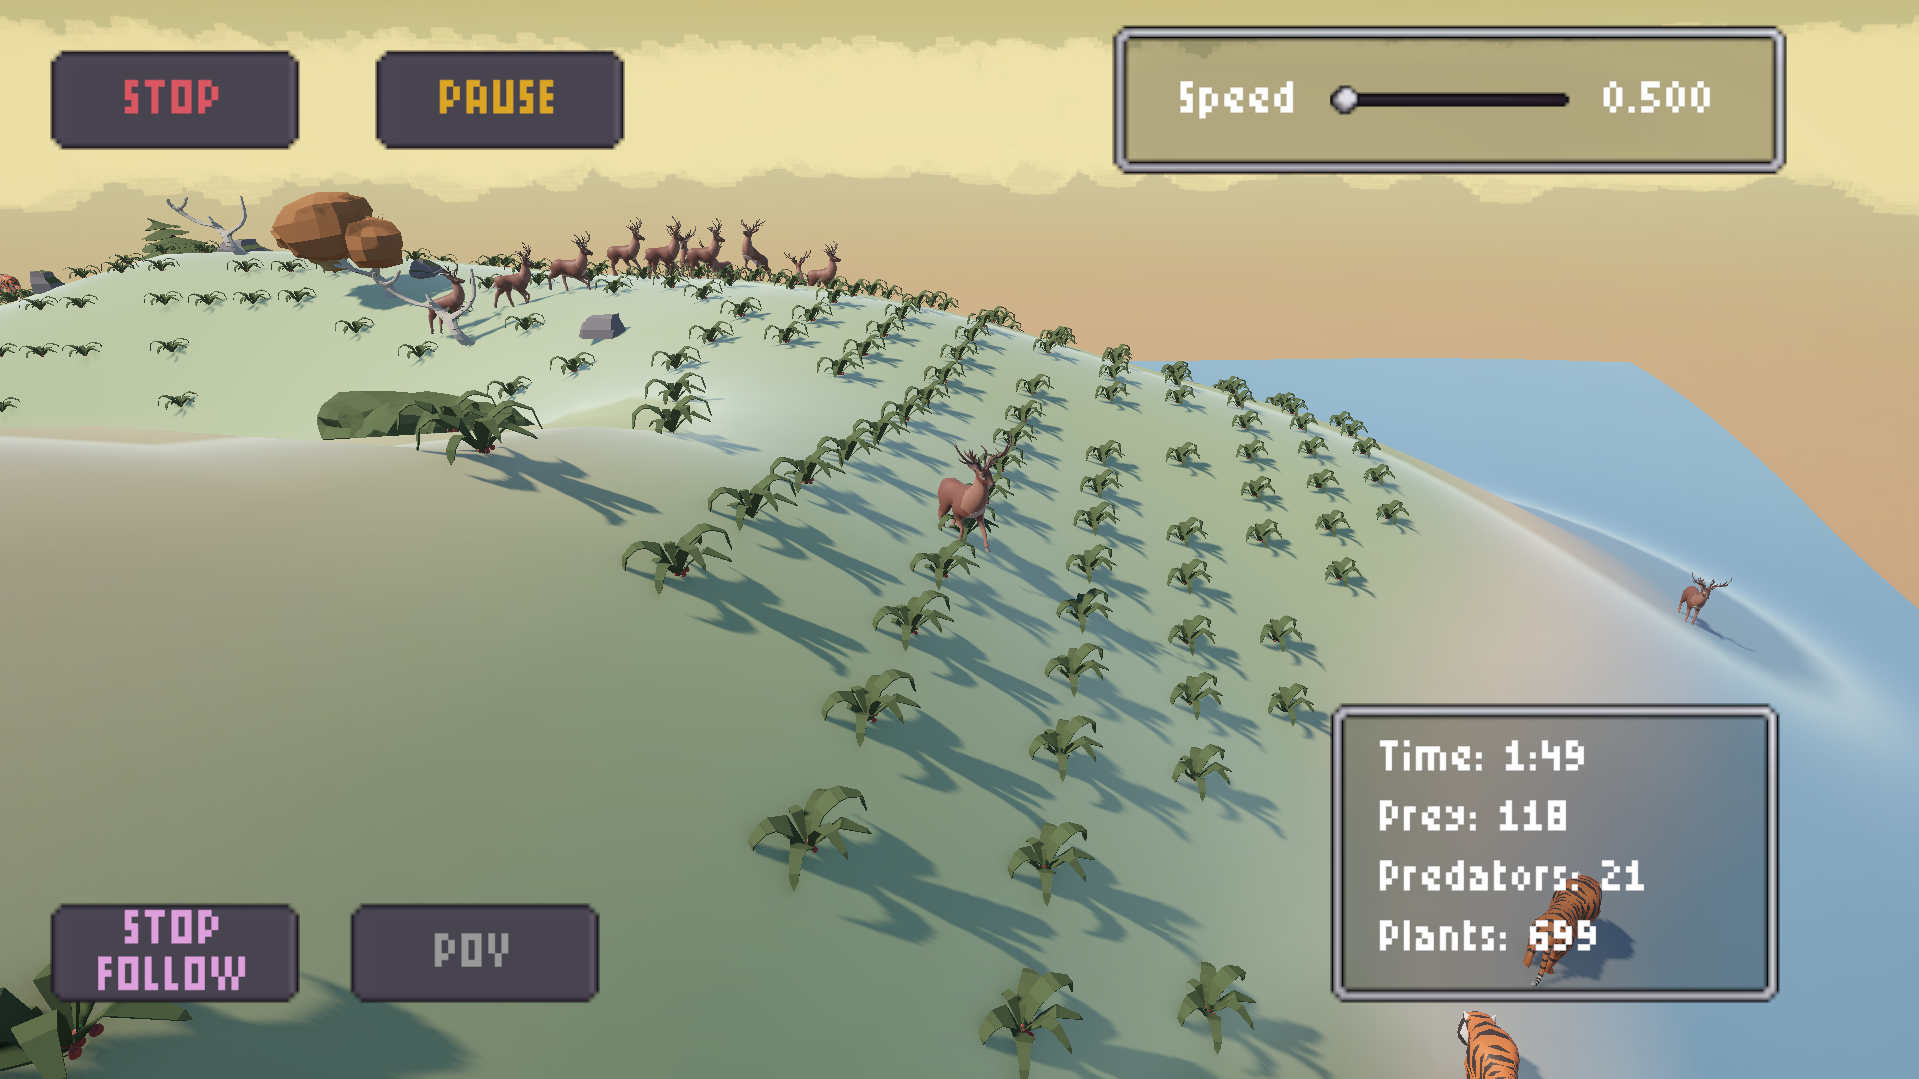 STOP
PAUSE
Speed 0.500
Time: 1:49
Prey: 118
Predators: 21
Plants: 699
STOP
FOLLOW
POV